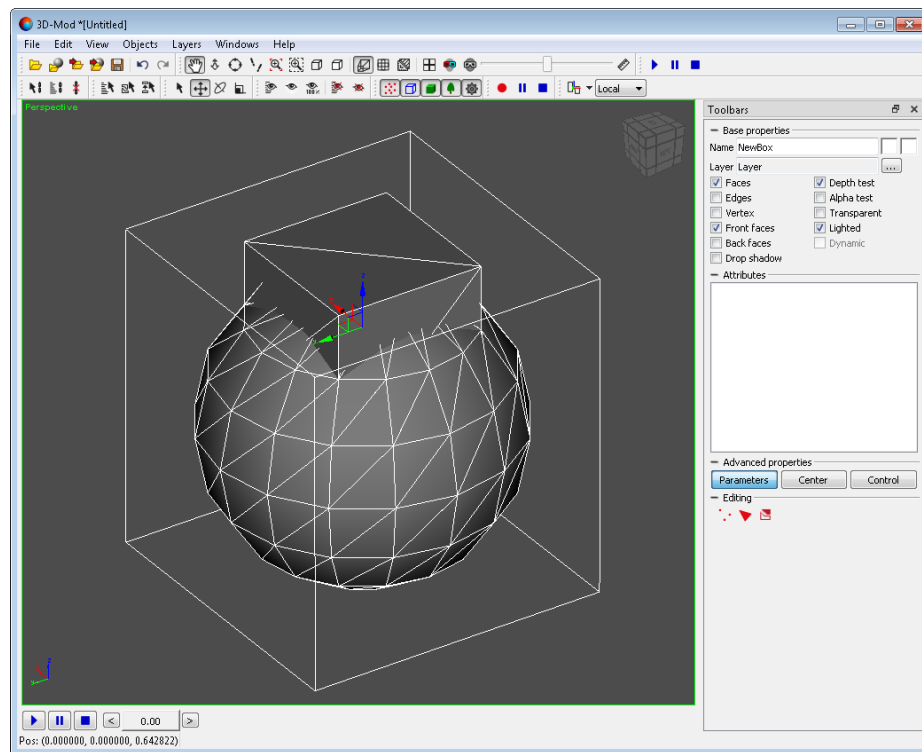 3D-Mod *[Untitled]
File Edit View Objects Layers Windows Help
100%
Local
Perspective
Toolbars
Base properties
Name NewBox
Layer Layer ...
Faces Depth test
Edges Alpha test
Vertex Transparent
Front faces Lighted
Back faces Dynamic
Drop shadow
Attributes
Advanced properties
Parameters Center Control
Editing
z
z
< 0.00 >
Pos: (0.000000, 0.000000, 0.642822)